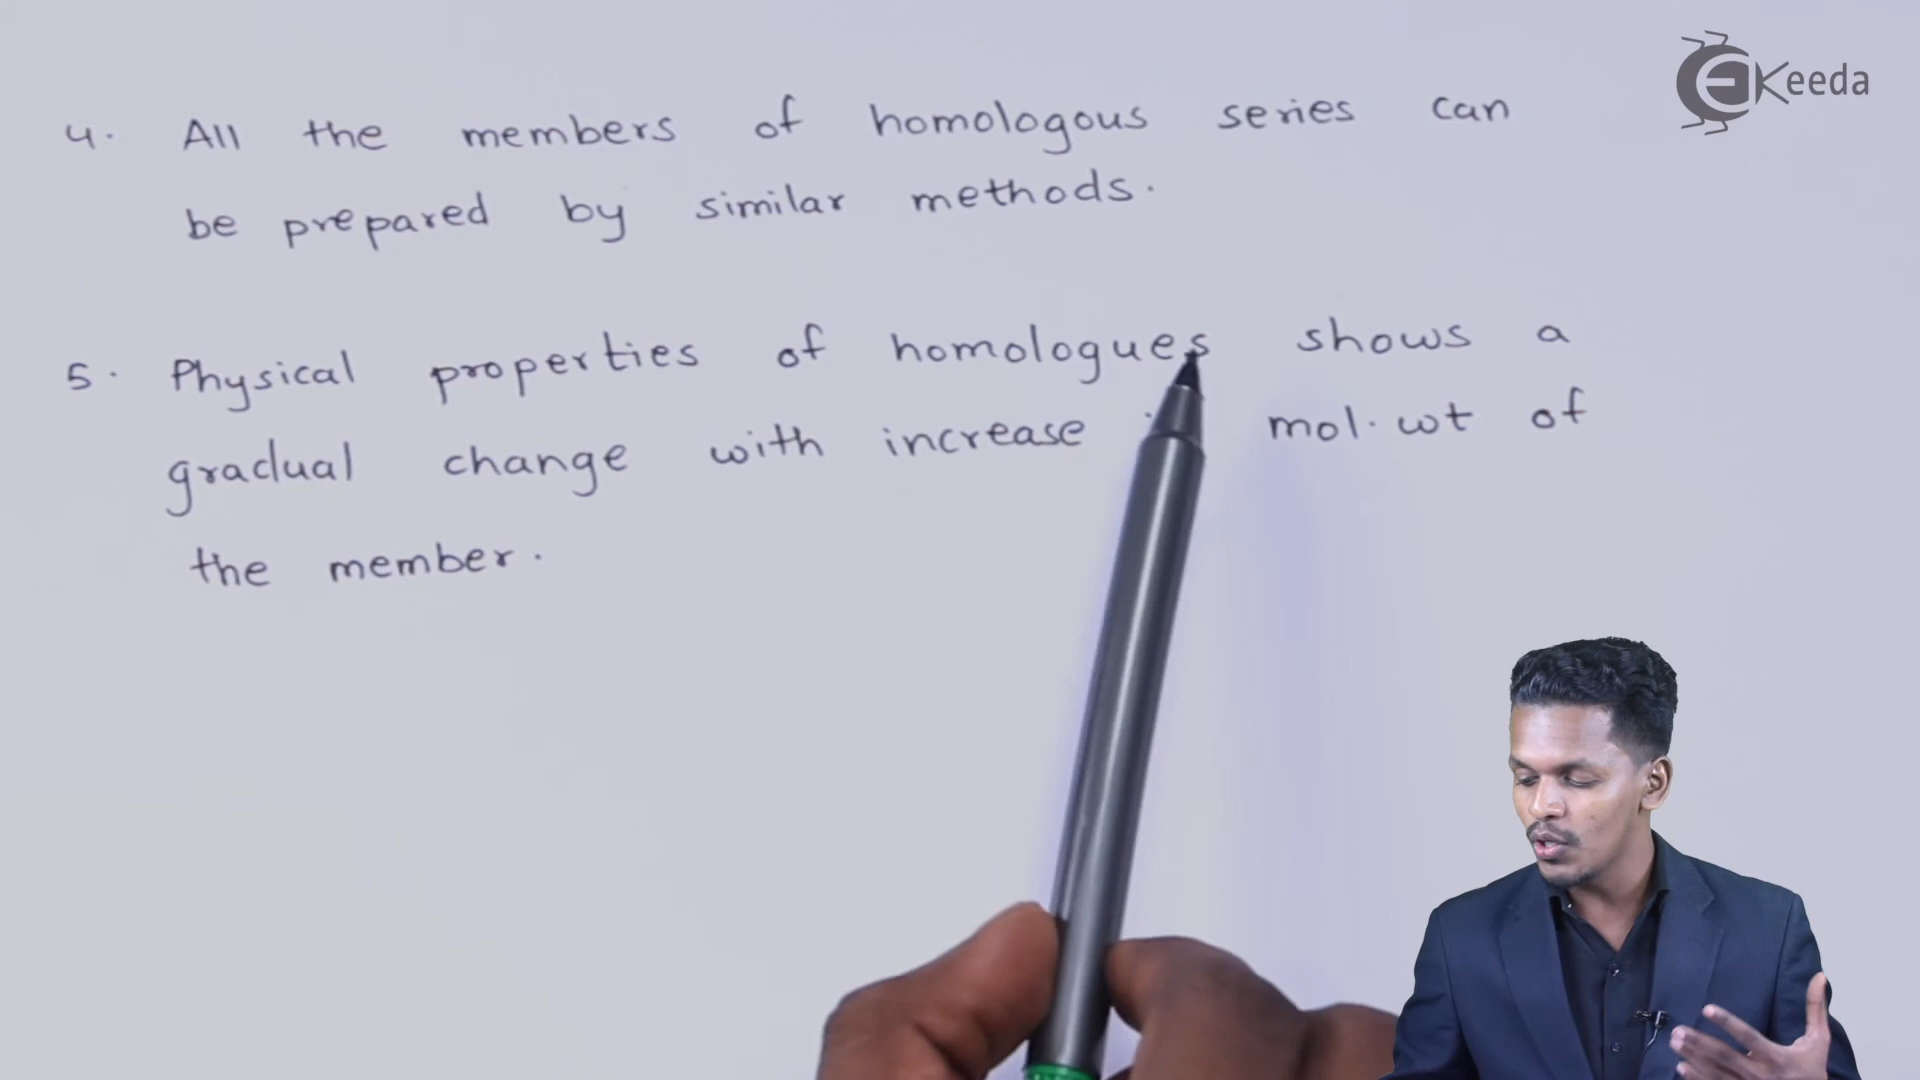 EKeeda
4. All the members of homologous series can
be prepared by similar methods.
5. Physical properties of homologues shows a
gradual change with increase mol. wt of
the member.